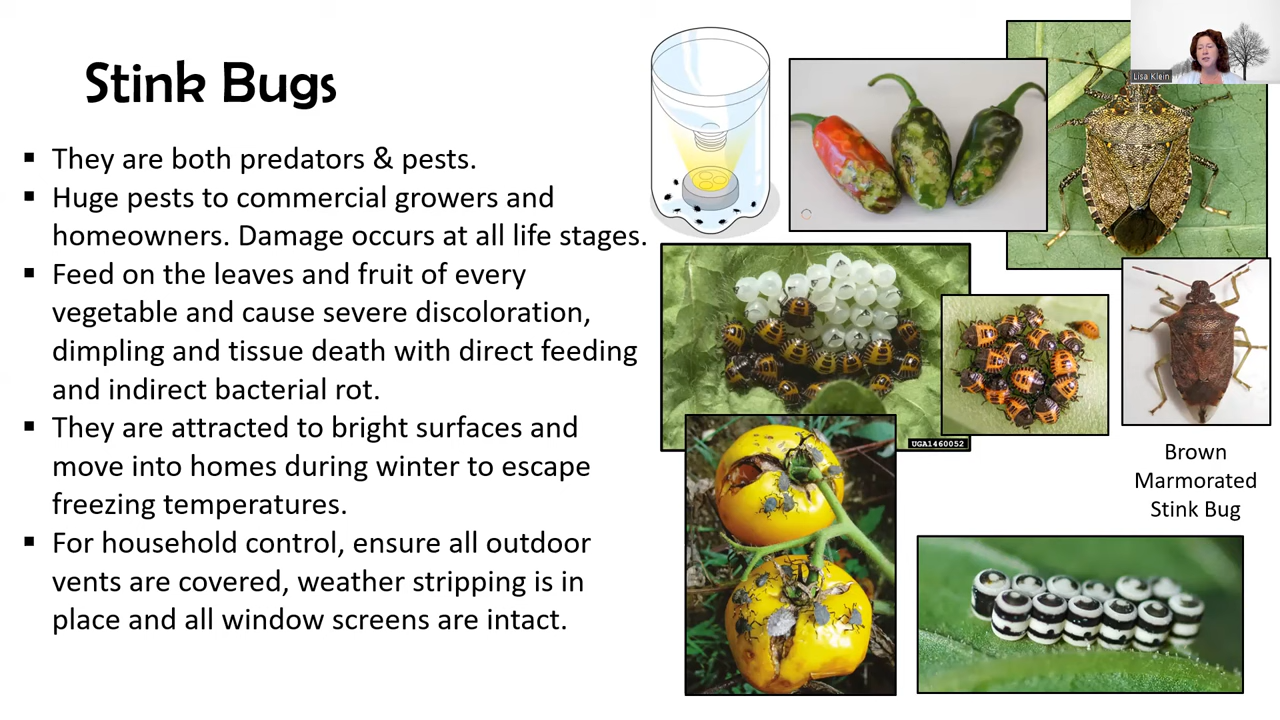 Stink Bugs
▪ They are both predators & pests.
▪ Huge pests to commercial growers and
homeowners. Damage occurs at all life stages.
▪ Feed on the leaves and fruit of every
vegetable and cause severe discoloration,
dimpling and tissue death with direct feeding
and indirect bacterial rot.
▪ They are attracted to bright surfaces and
move into homes during winter to escape
freezing temperatures.
▪ For household control, ensure all outdoor
vents are covered, weather stripping is in
place and all window screens are intact.
Lisa Klein
UGA1460052
Brown
Marmorated
Stink Bug